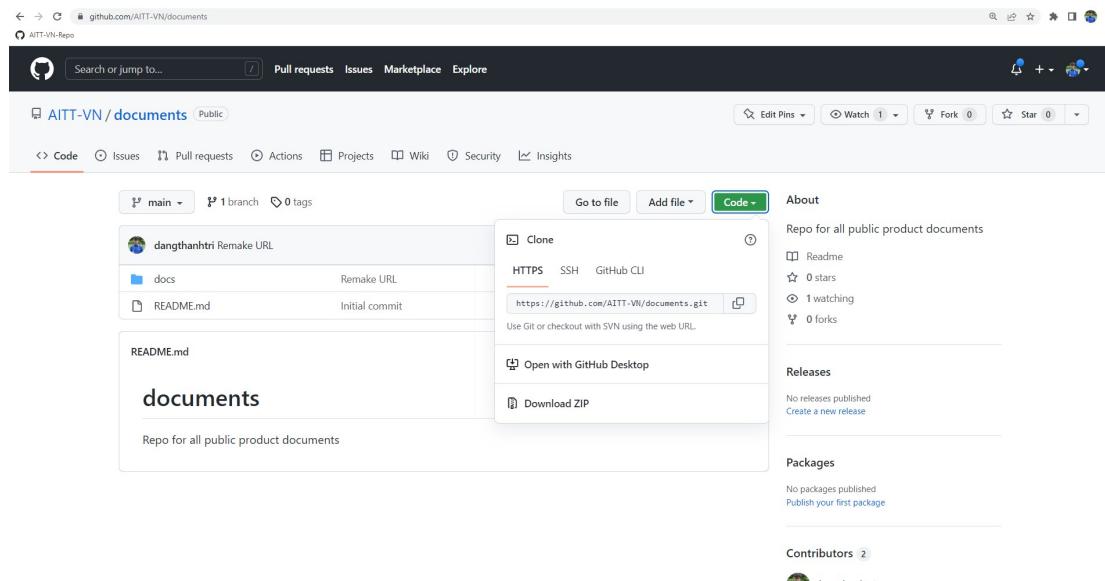 github.com/AITT-VN/documents
AITT-VN-Repo
Search or jump to... / Pull requests Issues Marketplace Explore
AITT-VN / documents Public
Edit Pins Watch 1 Fork 0 Star 0
Code Issues Pull requests Actions Projects Wiki Security Insights
main 1 branch 0 tags
Go to file Add file Code
dangthanhtri Remake URL
docs Remake URL
README.md Initial commit
Clone
HTTPS SSH GitHub CLI
https://github.com/AITT-VN/documents.git
Use Git or checkout with SVN using the web URL.
Open with GitHub Desktop
Download ZIP
README.md
documents
Repo for all public product documents
About
Repo for all public product documents
Readme
0 stars
1 watching
0 forks
Releases
No releases published
Create a new release
Packages
No packages published
Publish your first package
Contributors 2